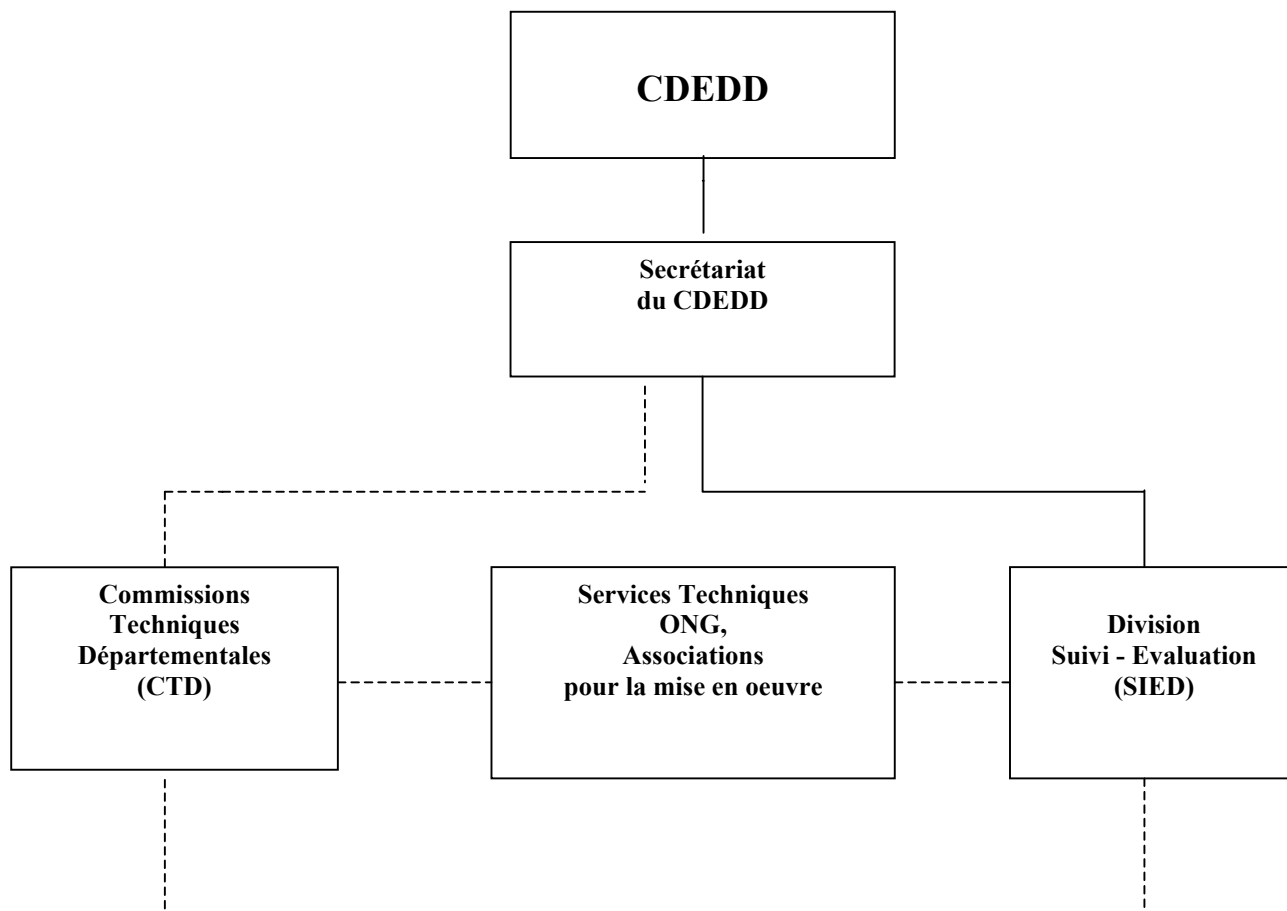 CDEDD
Secrétariat
du CDEDD
Commissions
Techniques
Départementales
(CTD)
Services Techniques
ONG,
Associations
pour la mise en oeuvre
Division
Suivi - Evaluation
(SIED)